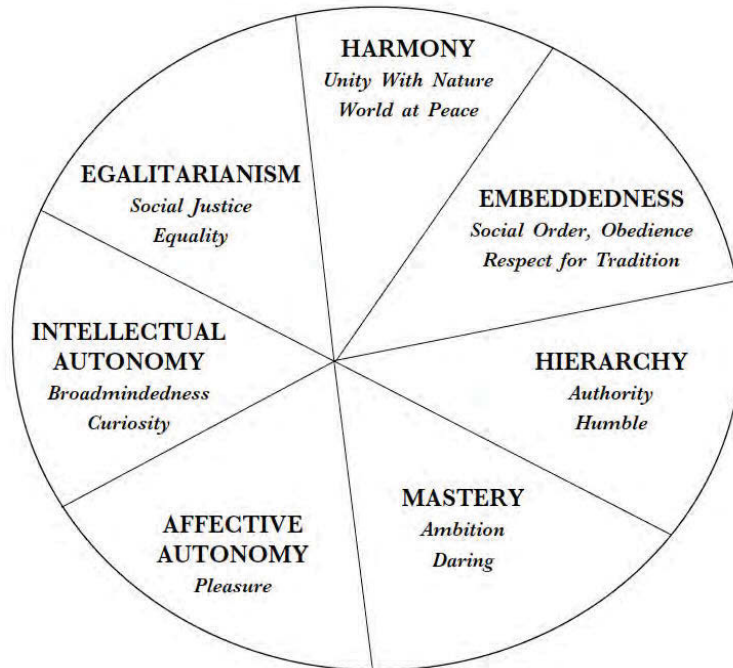 HARMONY
Unity With Nature
World at Peace
EGALITARIANISM
Social Justice
Equality
EMBEDDEDNESS
Social Order, Obedience
Respect for Tradition
INTELLECTUAL
AUTONOMY
Broadmindedness
Curiosity
HIERARCHY
Authority
Humble
AFFECTIVE
AUTONOMY
Pleasure
MASTERY
Ambition
Daring